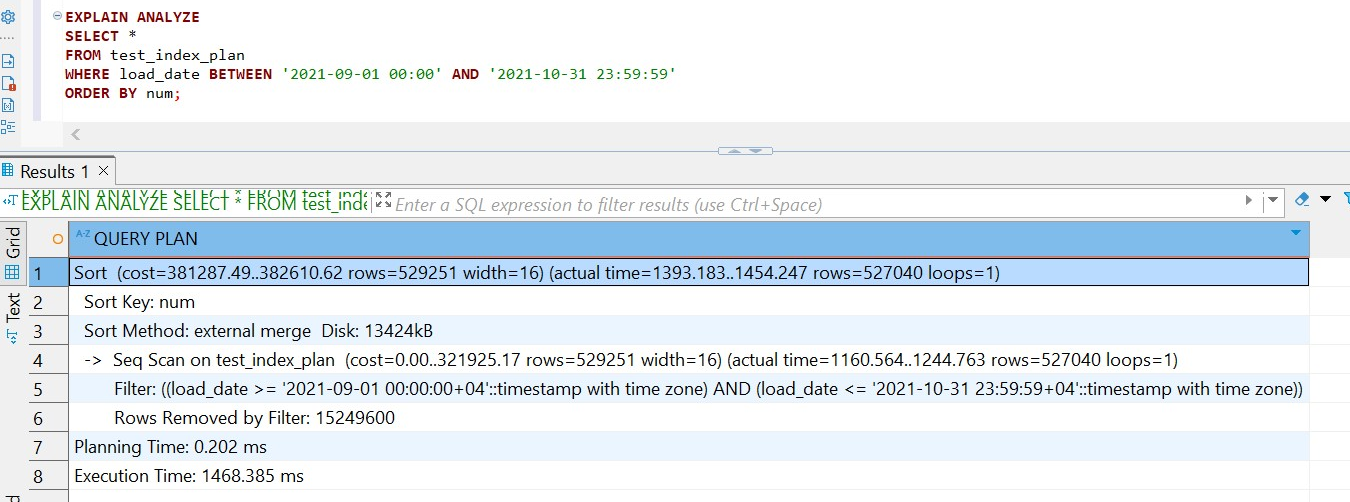 EXPLAIN ANALYZE
SELECT *
FROM test_index_plan
WHERE load_date BETWEEN '2021-09-01 00:00' AND '2021-10-31 23:59:59'
ORDER BY num;
Results 1
EXPLAIN ANALYZE SELECT * FROM test_inde
Enter a SQL expression to filter results (use Ctrl+Space)
Grid
Text
A-Z QUERY PLAN
1 Sort (cost=381287.49..382610.62 rows=529251 width=16) (actual time=1393.183..1454.247 rows=527040 loops=1)
2 Sort Key: num
3 Sort Method: external merge Disk: 13424kB
4 -> Seq Scan on test_index_plan (cost=0.00..321925.17 rows=529251 width=16) (actual time=1160.564..1244.763 rows=527040 loops=1)
5 Filter: ((load_date >= '2021-09-01 00:00:00+04'::timestamp with time zone) AND (load_date <= '2021-10-31 23:59:59+04'::timestamp with time zone))
6 Rows Removed by Filter: 15249600
7 Planning Time: 0.202 ms
8 Execution Time: 1468.385 ms